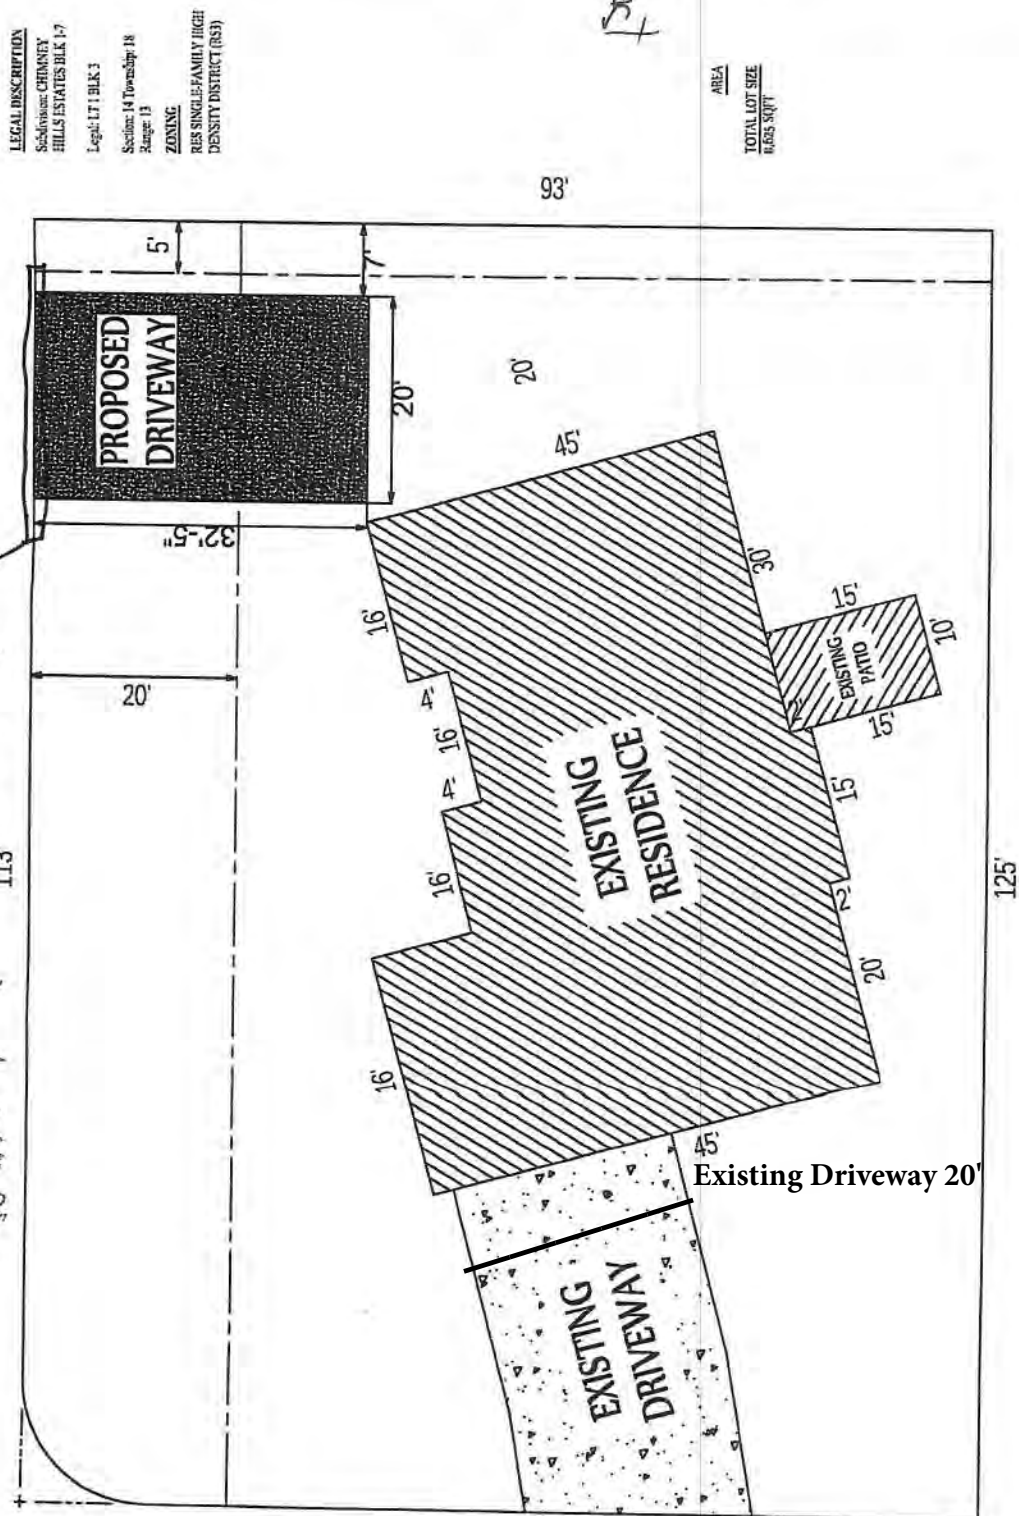 LEGAL DESCRIPTION
Subdivision: CHIMNEY
HILLS ESTATES BLK 1-7
Legal: LT 1 BLK 3
Section: 14 Township: 18
Range: 13
ZONING
RES SINGLE-FAMILY HIGH
DENSITY DISTRICT (RS3)
AREA
TOTAL LOT SIZE
93'
5'
7'
PROPOSED
DRIVEWAY
20'
32'-5"
20'
20'
113'
45'
16'
4'
16'
4'
16'
16'
30'
15'
10'
15'
2'
EXISTING
PATIO
EXISTING
RESIDENCE
15'
2'
20'
125'
45'
Existing Driveway 20'
EXISTING
DRIVEWAY